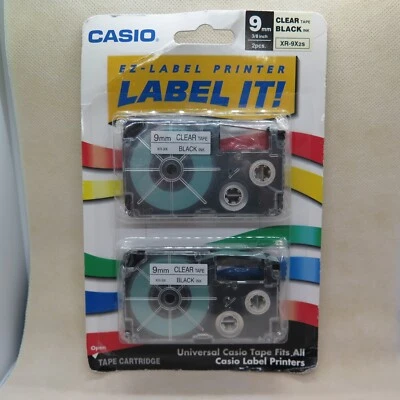 CASIO
9mm
3/8 inch
2pcs.
CLEAR TAPE
BLACK INK
XR-9X2S
EZ-LABEL PRINTER
LABEL IT!
9mm CLEAR TAPE
BLACK INK
9mm CLEAR TAPE
BLACK INK
Open
TAPE CARTRIDGE
Universal Casio Tape Fits All
Casio Label Printers